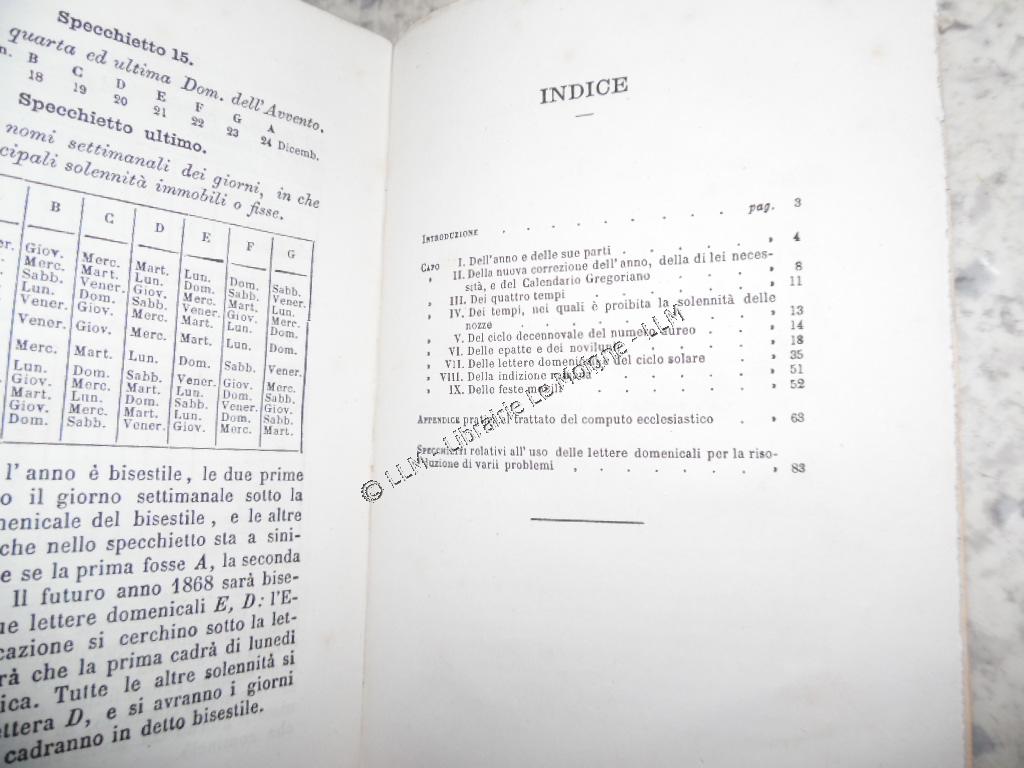 Specchietto 15.
quarta ed ultima Dom. dell'Avvento.
B C D E F G A
18 19 20 21 22 23 24 Dicemb.
Specchietto ultimo.
nomi settimanali dei giorni, in che
cipali solennità immobili o fisse.
B C D E F G
Giov. Merc. Mart. Lun. Dom. Sabb.
Merc. Mart. Lun. Dom. Sabb. Vener.
Sabb. Vener. Giov. Merc. Mart. Lun.
Lun. Dom. Sabb. Vener. Giov. Merc.
Vener. Giov. Merc. Mart. Lun. Dom.
Vener. Giov. Merc. Mart. Lun. Dom.
Merc. Mart. Lun. Dom. Sabb. Vener.
Lun. Dom. Sabb. Vener. Giov. Merc.
Giov. Merc. Mart. Lun. Dom. Sabb.
Mart. Lun. Dom. Sabb. Vener. Giov.
Giov. Merc. Mart. Lun. Dom. Sabb.
Dom. Sabb. Vener. Giov. Merc. Mart.
l'anno è bisestile, le due prime
o il giorno settimanale sotto la
menicale del bisestile, e le altre
che nello specchietto sta a sini-
e se la prima fosse A, la seconda
Il futuro anno 1868 sarà bise-
ue lettere domenicali E, D: l'E-
cazione si cerchino sotto la let-
rà che la prima cadrà di lunedì
ica. Tutte le altre solennità si
ettera D, e si avranno i giorni
cadranno in detto bisestile.
INDICE
INTRODUZIONE . . . . . . . pag. 3
CAPO I. Dell'anno e delle sue parti . . . . . » 4
» II. Della nuova correzione dell'anno, della di lei neces-
sità, e del Calendario Gregoriano . . . . » 8
» III. Dei quattro tempi . . . . . . » 11
» IV. Dei tempi, nei quali è proibita la solennità delle
nozze . . . . . . . » 13
» V. Del ciclo decennovale del numero aureo . . » 14
» VI. Delle epatte e dei novilunii . . . . » 18
» VII. Delle lettere domenicali e del ciclo solare . . » 35
» VIII. Della indizione romana . . . . » 51
» IX. Delle feste mobili . . . . . » 52
APPENDICE pratica al trattato del computo ecclesiastico . » 63
SPECCHIETTI relativi all'uso delle lettere domenicali per la riso-
luzione di varii problemi . . . . . . » 83
© LLM - Librairie Le Moigne - LLM